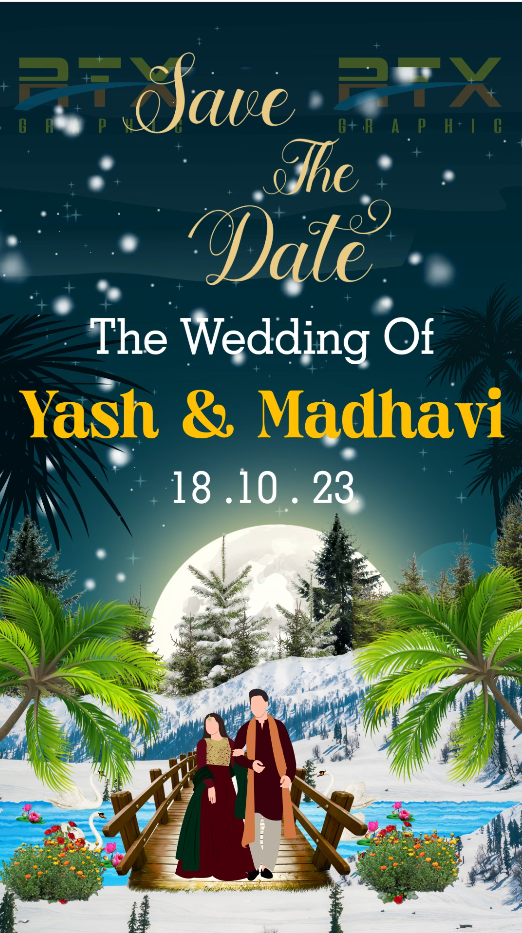 RTX
GRAPHIC
RTX
GRAPHIC
Save
The
Date
The Wedding Of
Yash & Madhavi
18 .10 . 23